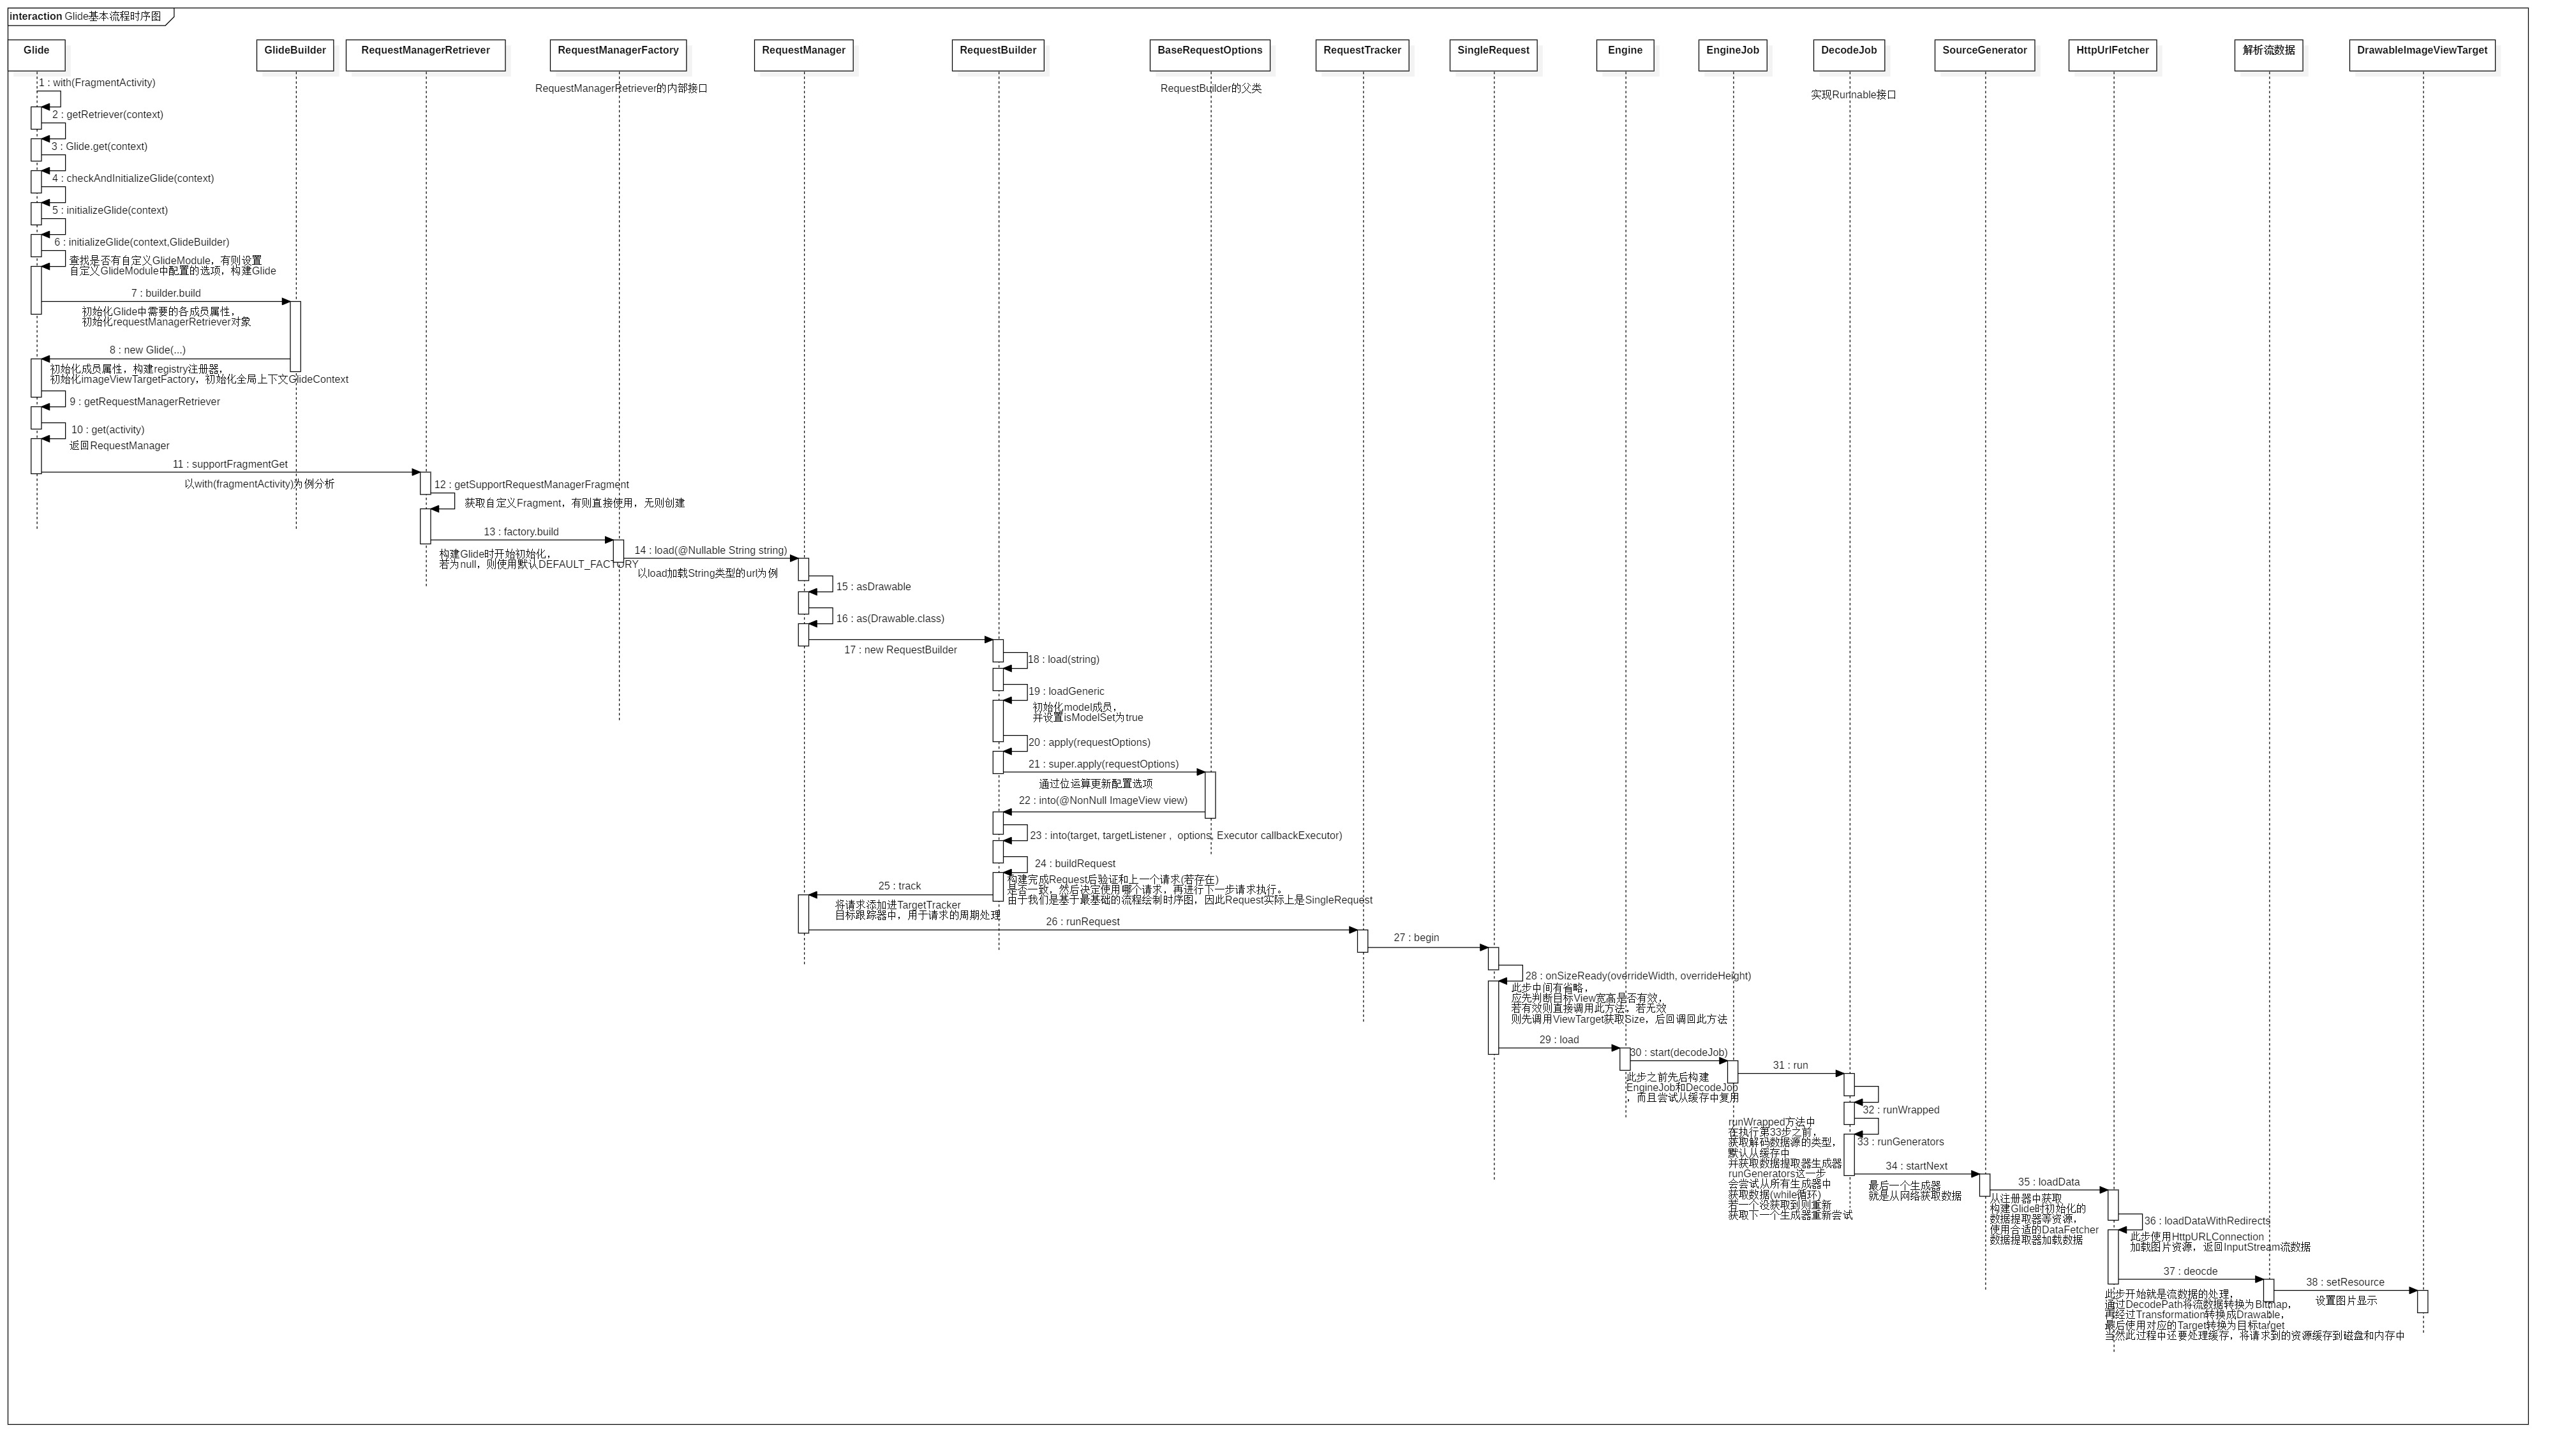 interaction Glide基本流程时序图
Glide
GlideBuilder
RequestManagerRetriever
RequestManagerFactory
RequestManager
RequestBuilder
BaseRequestOptions
RequestTracker
SingleRequest
Engine
EngineJob
DecodeJob
SourceGenerator
HttpUrlFetcher
解析流数据
DrawableImageViewTarget
RequestManagerRetriever的内部接口
RequestBuilder的父类
实现Runnable接口
1 : with(FragmentActivity)
2 : getRetriever(context)
3 : Glide.get(context)
4 : checkAndInitializeGlide(context)
5 : initializeGlide(context)
6 : initializeGlide(context,GlideBuilder)
查找是否有自定义GlideModule，有则设置
自定义GlideModule中配置的选项，构建Glide
7 : builder.build
初始化Glide中需要的各成员属性，
初始化requestManagerRetriever对象
8 : new Glide(...)
初始化成员属性，构建registry注册器，
初始化imageViewTargetFactory，初始化全局上下文GlideContext
9 : getRequestManagerRetriever
10 : get(activity)
返回RequestManager
11 : supportFragmentGet
以with(fragmentActivity)为例分析
12 : getSupportRequestManagerFragment
获取自定义Fragment，有则直接使用，无则创建
13 : factory.build
构建Glide时开始初始化，
若为null，则使用默认DEFAULT_FACTORY
14 : load(@Nullable String string)
以load加载String类型的url为例
15 : asDrawable
16 : as(Drawable.class)
17 : new RequestBuilder
18 : load(string)
19 : loadGeneric
初始化model成员，
并设置isModelSet为true
20 : apply(requestOptions)
21 : super.apply(requestOptions)
通过位运算更新配置选项
22 : into(@NonNull ImageView view)
23 : into(target, targetListener ,  options, Executor callbackExecutor)
24 : buildRequest
构建完成Request后验证和上一个请求(若存在)
是否一致，然后决定使用哪个请求，再进行下一步请求执行。
由于我们是基于最基础的流程绘制时序图，因此Request实际上是SingleRequest
25 : track
将请求添加进TargetTracker
目标跟踪器中，用于请求的周期处理
26 : runRequest
27 : begin
28 : onSizeReady(overrideWidth, overrideHeight)
此步中间有省略，
应先判断目标View宽高是否有效，
若有效则直接调用此方法，若无效
则先调用ViewTarget获取Size，后回调回此方法
29 : load
30 : start(decodeJob)
此步之前先后构建
EngineJob和DecodeJob
，而且尝试从缓存中复用
31 : run
32 : runWrapped
runWrapped方法中
在执行第33步之前，
获取解码数据源的类型，
默认从缓存中
并获取数据提取器生成器
runGenerators这一步
会尝试从所有生成器中
获取数据(while循环)
若一个没获取到则重新
获取下一个生成器重新尝试
33 : runGenerators
34 : startNext
最后一个生成器
就是从网络获取数据
35 : loadData
从注册器中获取
构建Glide时初始化的
数据提取器等资源，
使用合适的DataFetcher
数据提取器加载数据
36 : loadDataWithRedirects
此步使用HttpURLConnection
加载图片资源，返回InputStream流数据
37 : deocde
此步开始就是流数据的处理，
通过DecodePath将流数据转换为Bitmap，
再经过Transformation转换成Drawable，
最后使用对应的Target转换为目标target
当然此过程中还要处理缓存，将请求到的资源缓存到磁盘和内存中
38 : setResource
设置图片显示